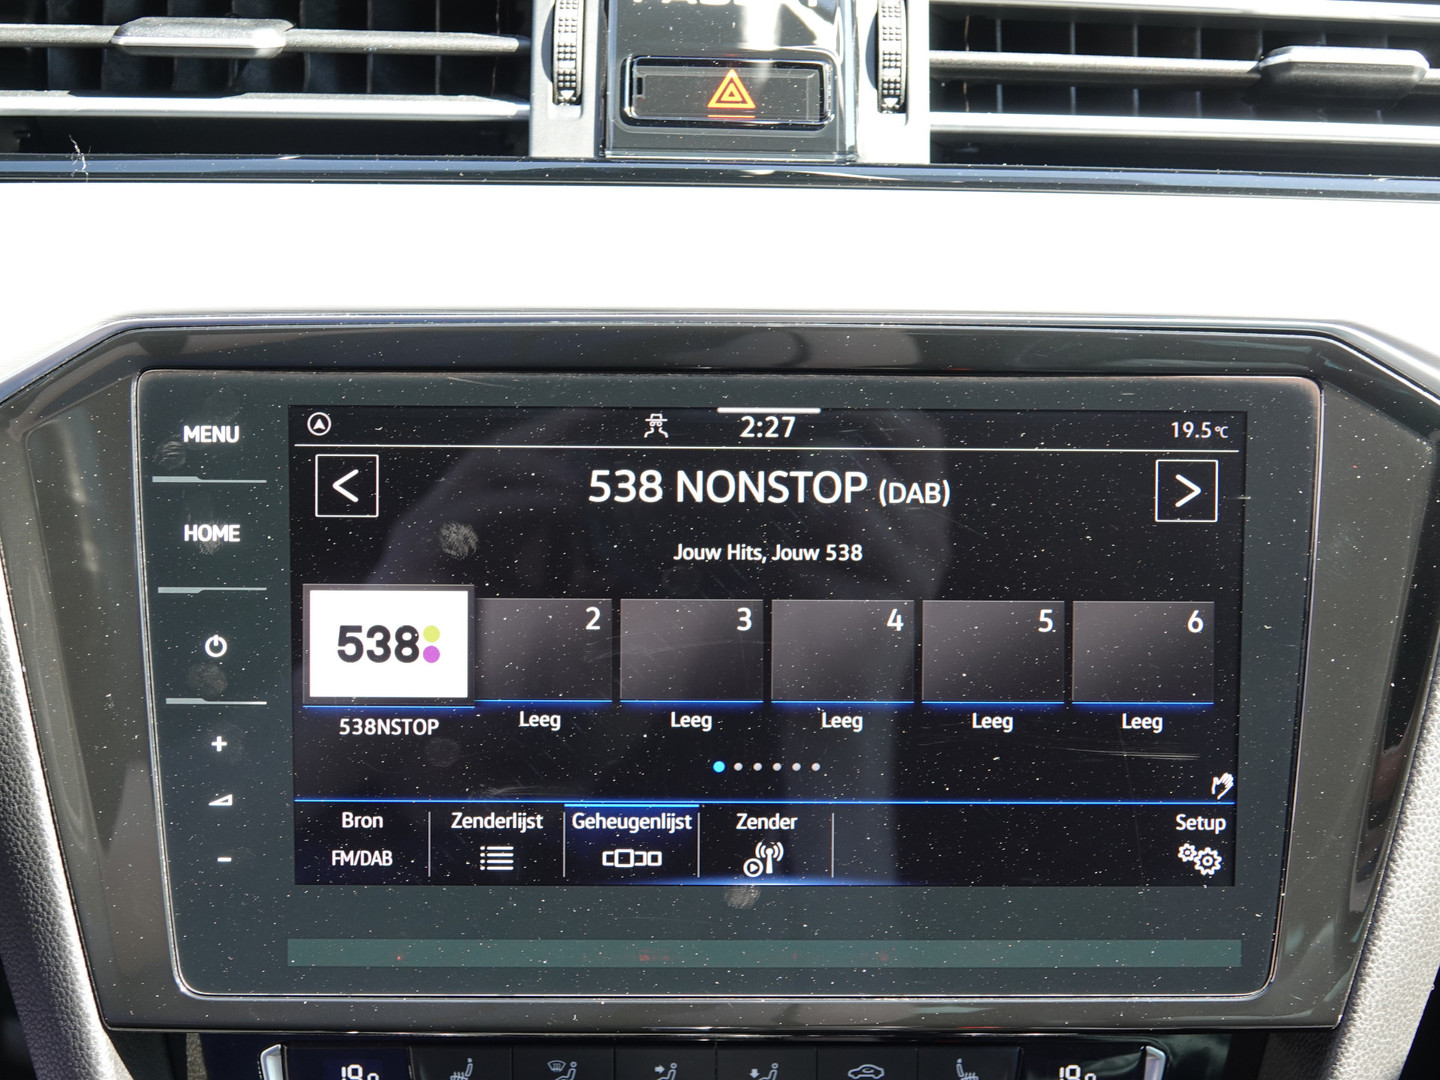 MENU
HOME
2:27
19.5°C
538 NONSTOP (DAB)
Jouw Hits, Jouw 538
538
2
3
4
5
6
538NSTOP
Leeg
Leeg
Leeg
Leeg
Leeg
Bron
FM/DAB
Zenderlijst
Geheugenlijst
Zender
Setup